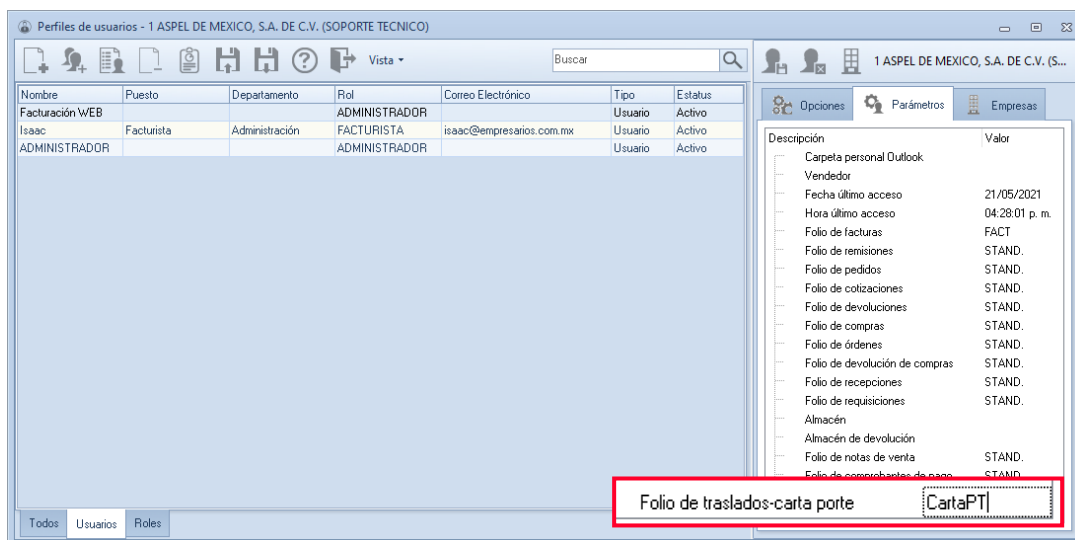 Perfiles de usuarios - 1 ASPEL DE MEXICO, S.A. DE C.V. (SOPORTE TECNICO)
Vista
Buscar
1 ASPEL DE MEXICO, S.A. DE C.V. (S...
Nombre Puesto Departamento Rol Correo Electrónico Tipo Estatus
Facturación WEB ADMINISTRADOR Usuario Activo
Isaac Facturista Administración FACTURISTA isaac@empresarios.com.mx Usuario Activo
ADMINISTRADOR ADMINISTRADOR Usuario Activo
Opciones Parámetros Empresas
Descripción Valor
Carpeta personal Outlook
Vendedor
Fecha último acceso 21/05/2021
Hora último acceso 04:28:01 p. m.
Folio de facturas FACT
Folio de remisiones STAND.
Folio de pedidos STAND.
Folio de cotizaciones STAND.
Folio de devoluciones STAND.
Folio de compras STAND.
Folio de órdenes STAND.
Folio de devolución de compras STAND.
Folio de recepciones STAND.
Folio de requisiciones STAND.
Almacén
Almacén de devolución
Folio de notas de venta STAND.
Folio de comprobantes de pago STAND.
Folio de traslados-carta porte CartaPT
Todos Usuarios Roles